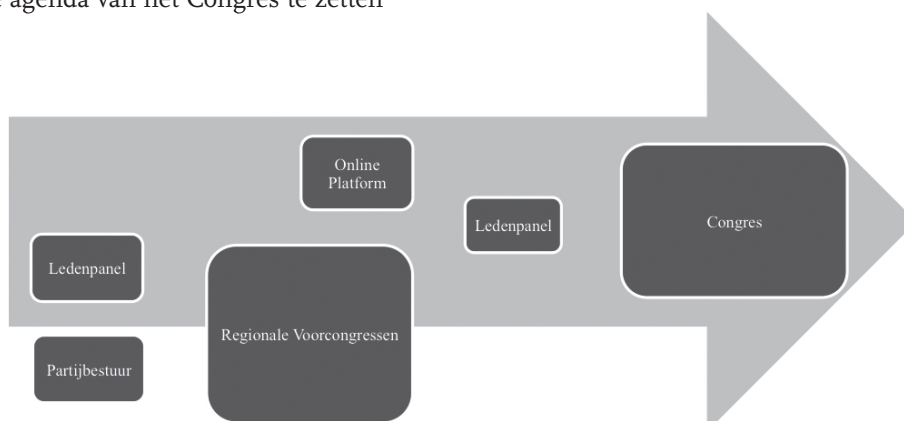 agenda van het Congres te zetten
Online
Platform
Ledenpanel
Congres
Ledenpanel
Regionale Voorcongressen
Partijbestuur